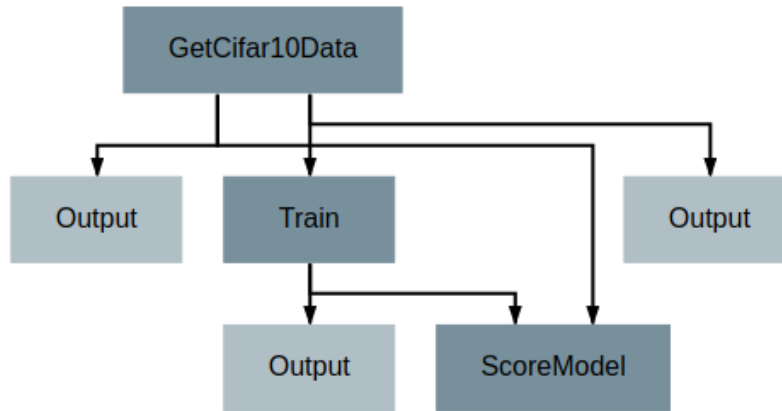 GetCifar10Data
Output
Train
Output
Output
ScoreModel